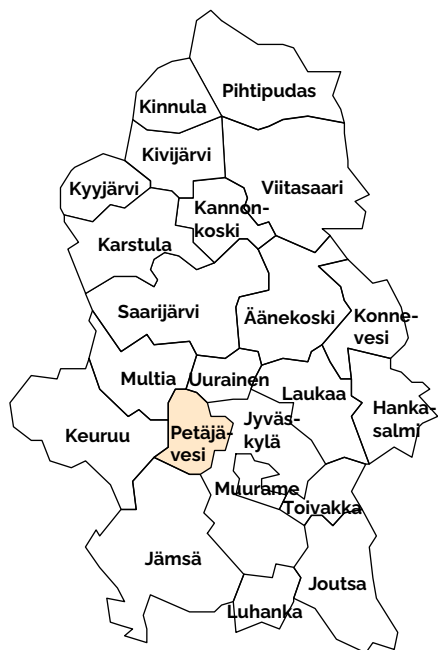 Pihtipudas
Kinnula
Kivijärvi
Kyyjärvi
Viitasaari
Kannon-
koski
Karstula
Saarijärvi
Äänekoski
Konne-
vesi
Multia
Uurainen
Laukaa
Hanka-
salmi
Keuruu
Petäjä-
vesi
Jyväs-
kylä
Muurame
Toivakka
Jämsä
Joutsa
Luhanka